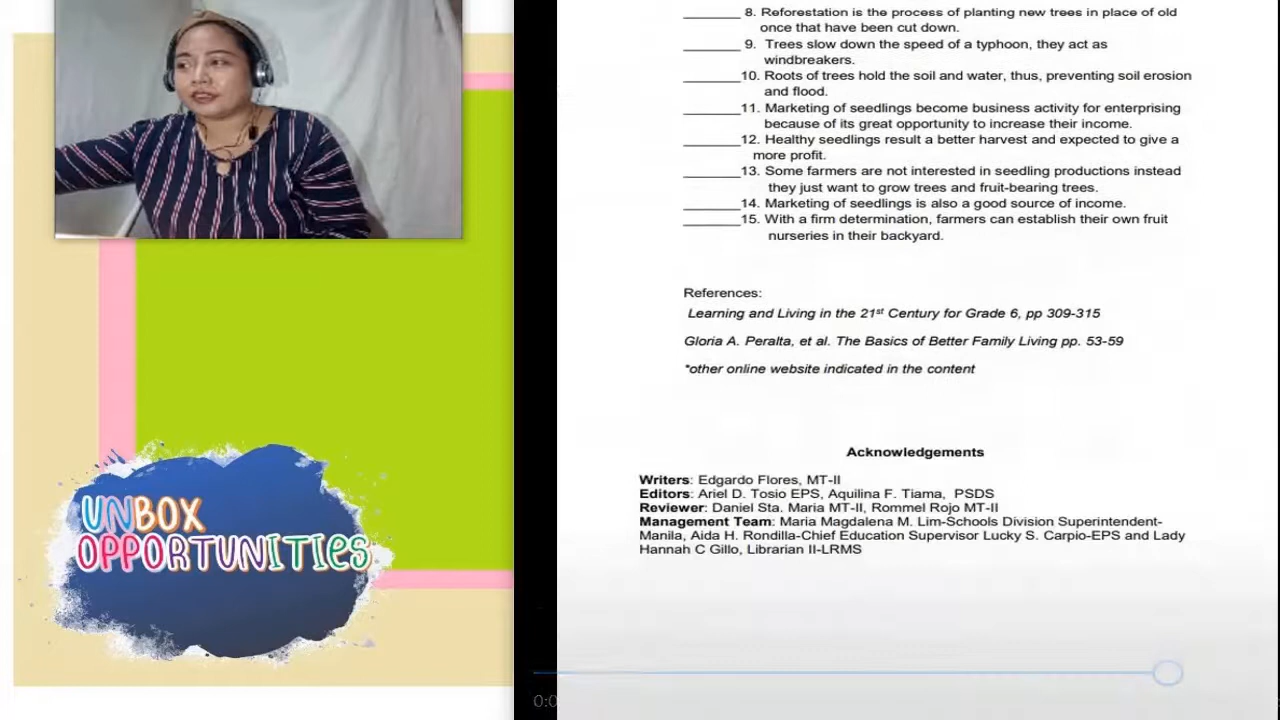 ________ 8. Reforestation is the process of planting new trees in place of old
once that have been cut down.
________ 9. Trees slow down the speed of a typhoon, they act as
windbreakers.
________10. Roots of trees hold the soil and water, thus, preventing soil erosion
and flood.
________11. Marketing of seedlings become business activity for enterprising
because of its great opportunity to increase their income.
________12. Healthy seedlings result a better harvest and expected to give a
more profit.
________13. Some farmers are not interested in seedling productions instead
they just want to grow trees and fruit-bearing trees.
________14. Marketing of seedlings is also a good source of income.
________15. With a firm determination, farmers can establish their own fruit
nurseries in their backyard.
References:
Learning and Living in the 21st Century for Grade 6, pp 309-315
Gloria A. Peralta, et al. The Basics of Better Family Living pp. 53-59
*other online website indicated in the content
Acknowledgements
Writers: Edgardo Flores, MT-II
Editors: Ariel D. Tosio EPS, Aquilina F. Tiama, PSDS
Reviewer: Daniel Sta. Maria MT-II, Rommel Rojo MT-II
Management Team: Maria Magdalena M. Lim-Schools Division Superintendent-
Manila, Aida H. Rondilla-Chief Education Supervisor Lucky S. Carpio-EPS and Lady
Hannah C Gillo, Librarian II-LRMS
UNBOX
OPPORTUNITIES